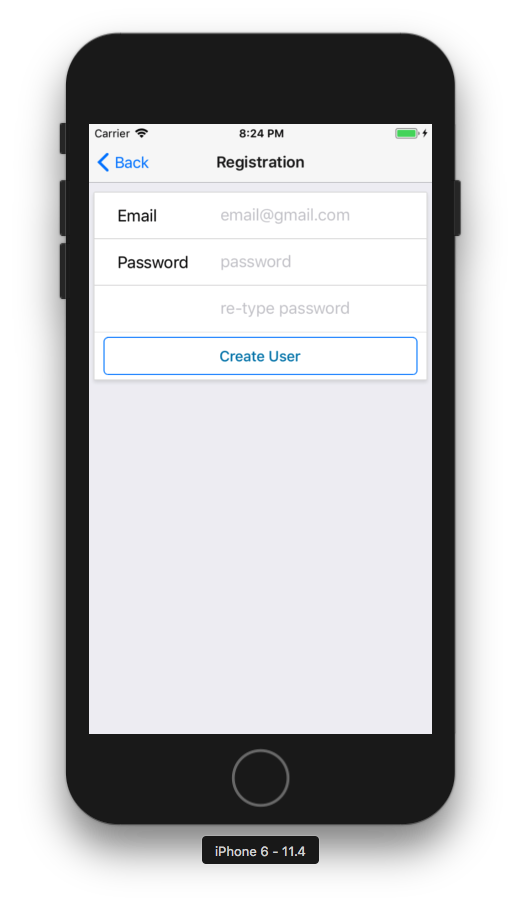 Carrier 8:24 PM
Back Registration
Email email@gmail.com
Password password
re-type password
Create User
iPhone 6 - 11.4